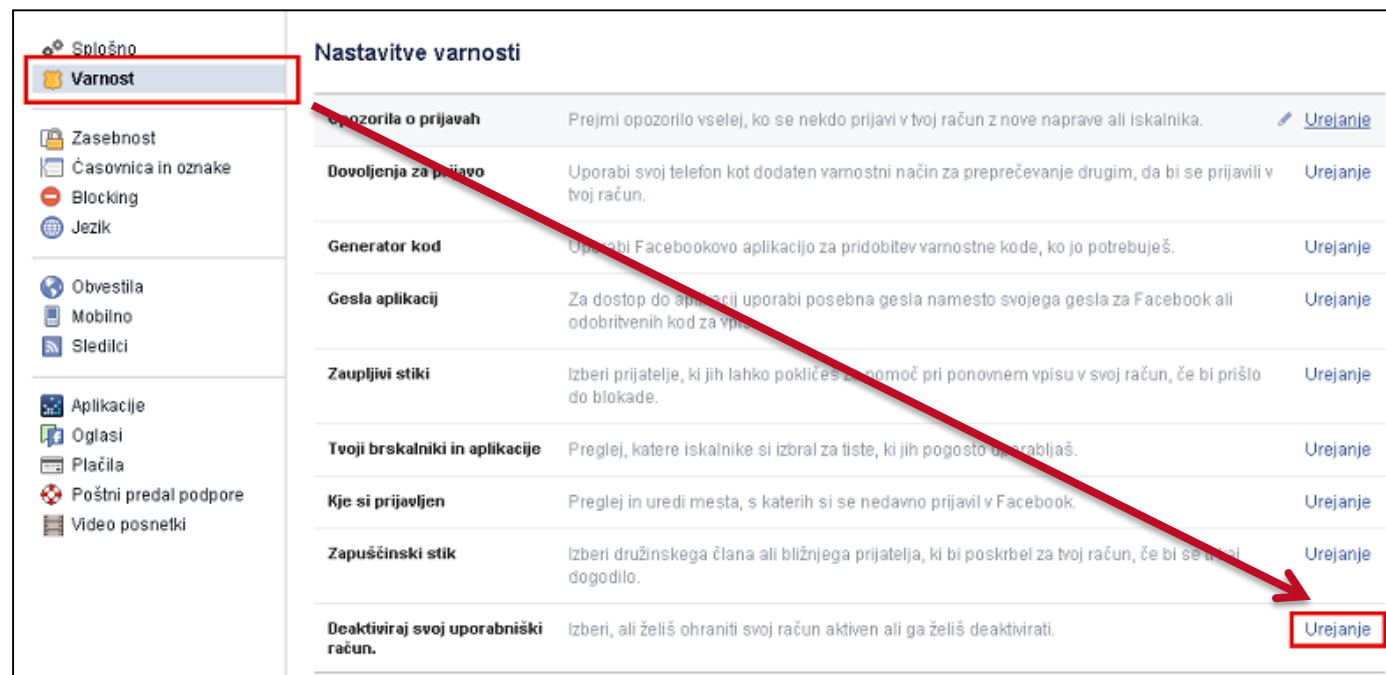 Splošno
Varnost
Zasebnost
Časovnica in oznake
Blocking
Jezik
Obvestila
Mobilno
Sledilci
Aplikacije
Oglasi
Plačila
Poštni predal podpore
Video posnetki
Nastavitve varnosti
Opozorila o prijavah Prejmi opozorilo vselej, ko se nekdo prijavi v tvoj račun z nove naprave ali iskalnika. Urejanje
Dovoljenja za prijavo Uporabi svoj telefon kot dodaten varnostni način za preprečevanje drugim, da bi se prijavili v Urejanje
tvoj račun.
Generator kod Uporabi Facebookovo aplikacijo za pridobitev varnostne kode, ko jo potrebuješ. Urejanje
Gesla aplikacij Za dostop do aplikacij uporabi posebna gesla namesto svojega gesla za Facebook ali Urejanje
odobritvenih kod za
Zaupljivi stiki Izberi prijatelje, ki jih lahko pokličeš za pomoč pri ponovnem vpisu v svoj račun, če bi prišlo Urejanje
do blokade.
Tvoji brskalniki in aplikacije Preglej, katere iskalnike si izbral za tiste, ki jih pogosto uporabljaš. Urejanje
Kje si prijavljen Preglej in uredi mesta, s katerih si se nedavno prijavil v Facebook. Urejanje
Zapuščinski stik Izberi družinskega člana ali bližnjega prijatelja, ki bi poskrbel za tvoj račun, če bi se ti kaj Urejanje
dogodilo.
Deaktiviraj svoj uporabniški Izberi, ali želiš ohraniti svoj račun aktiven ali ga želiš deaktivirati. Urejanje
račun.